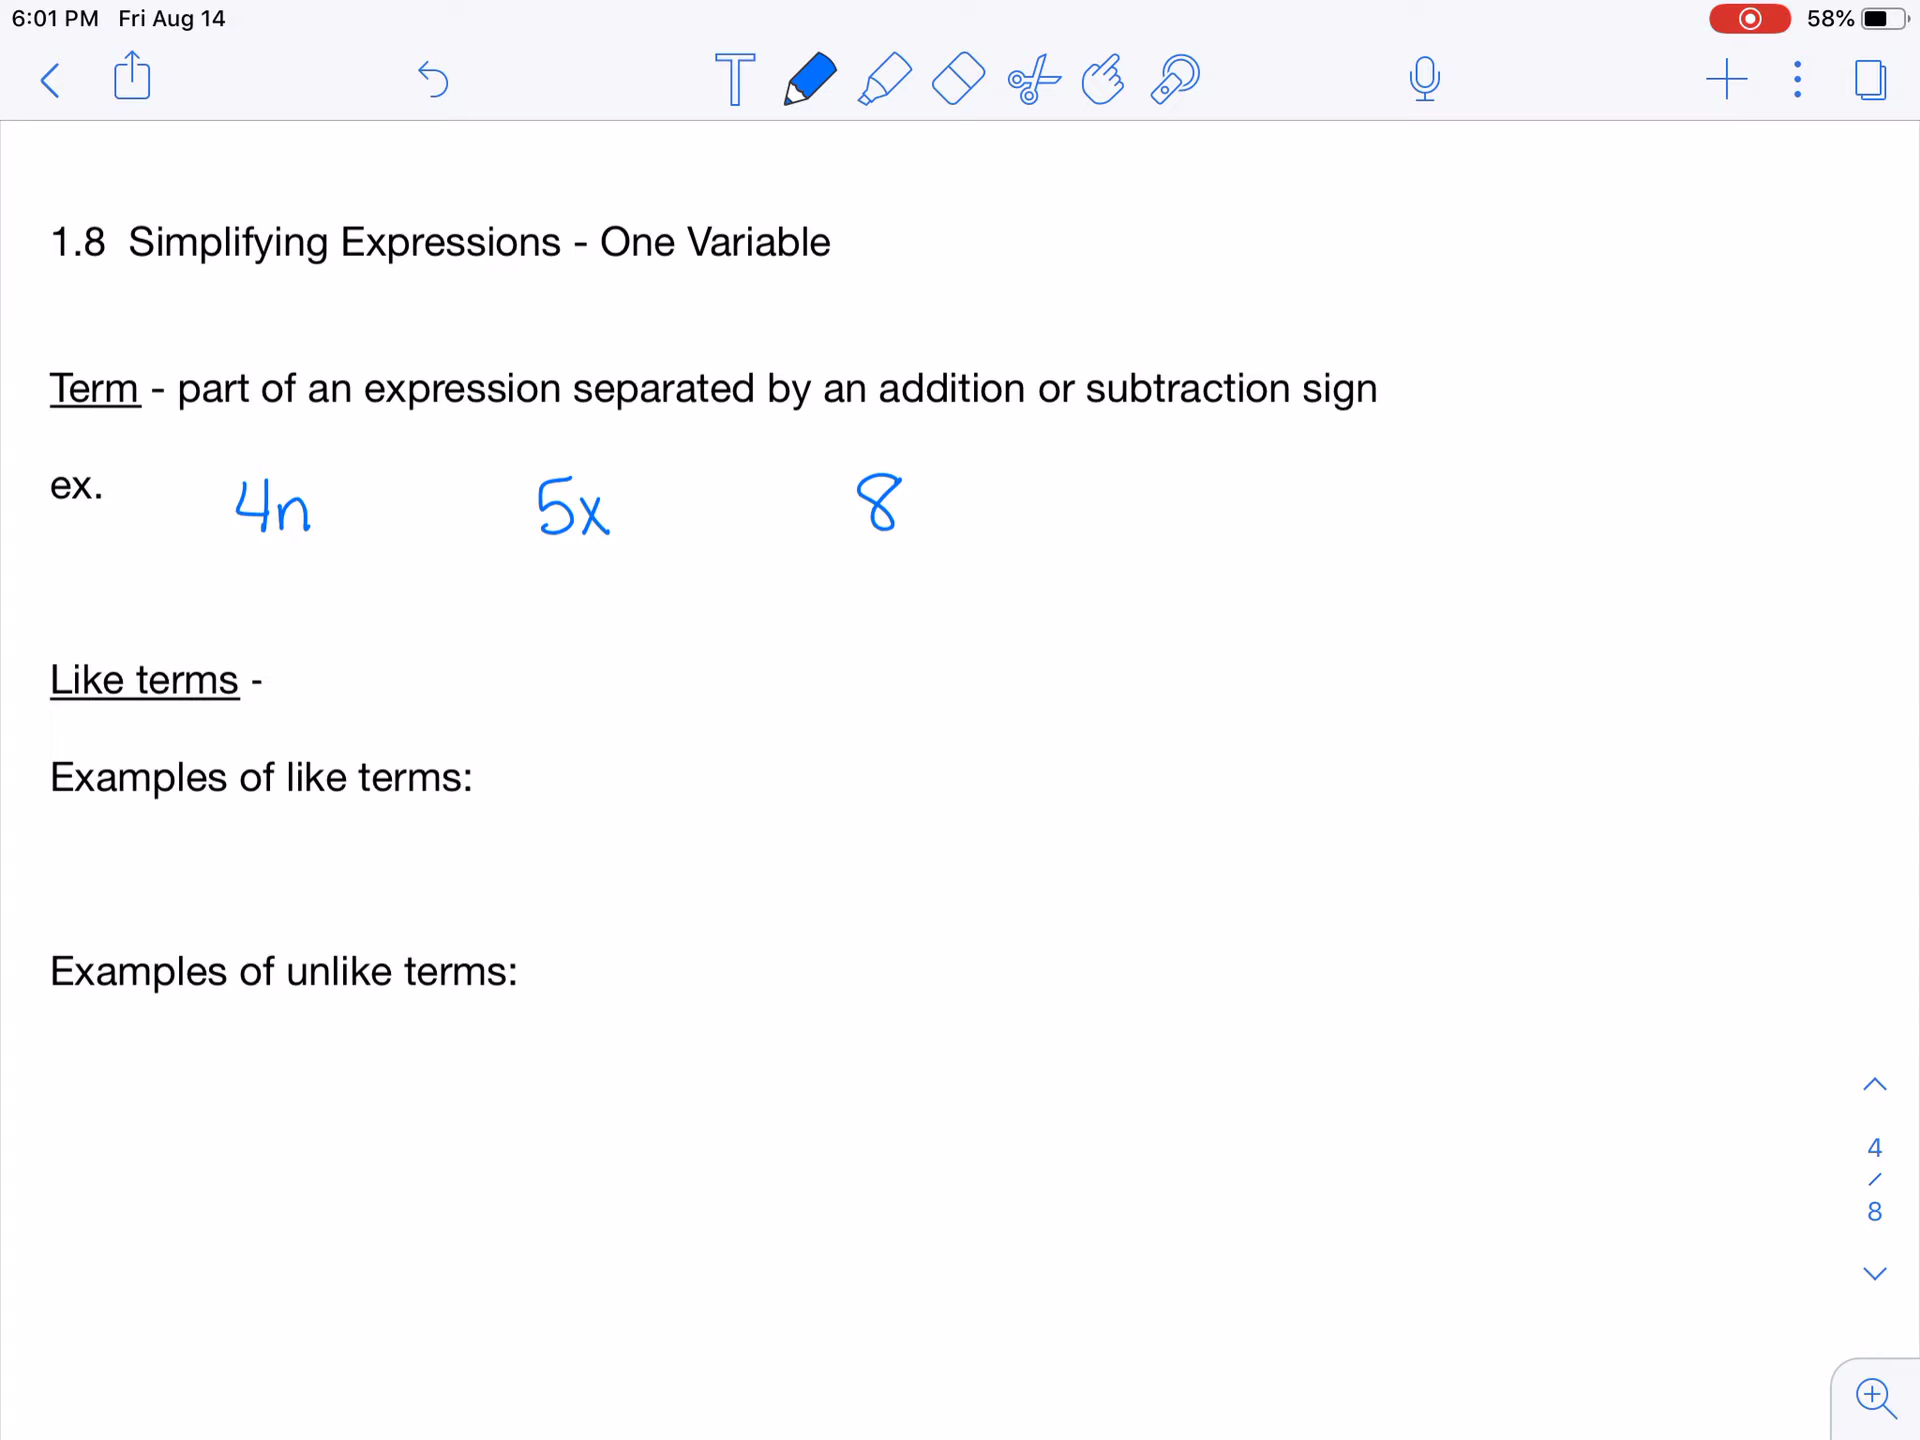 6:01 PM Fri Aug 14 58%
1.8 Simplifying Expressions - One Variable
Term - part of an expression separated by an addition or subtraction sign
ex. 4n 5x 8
Like terms -
Examples of like terms:
Examples of unlike terms:
4
/
8